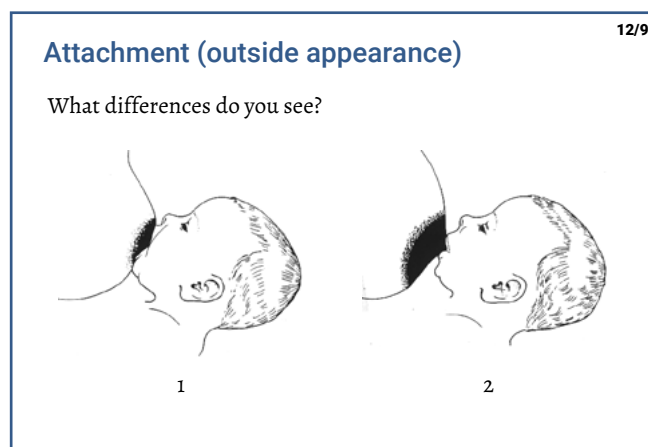 12/9
Attachment (outside appearance)
What differences do you see?
1
2